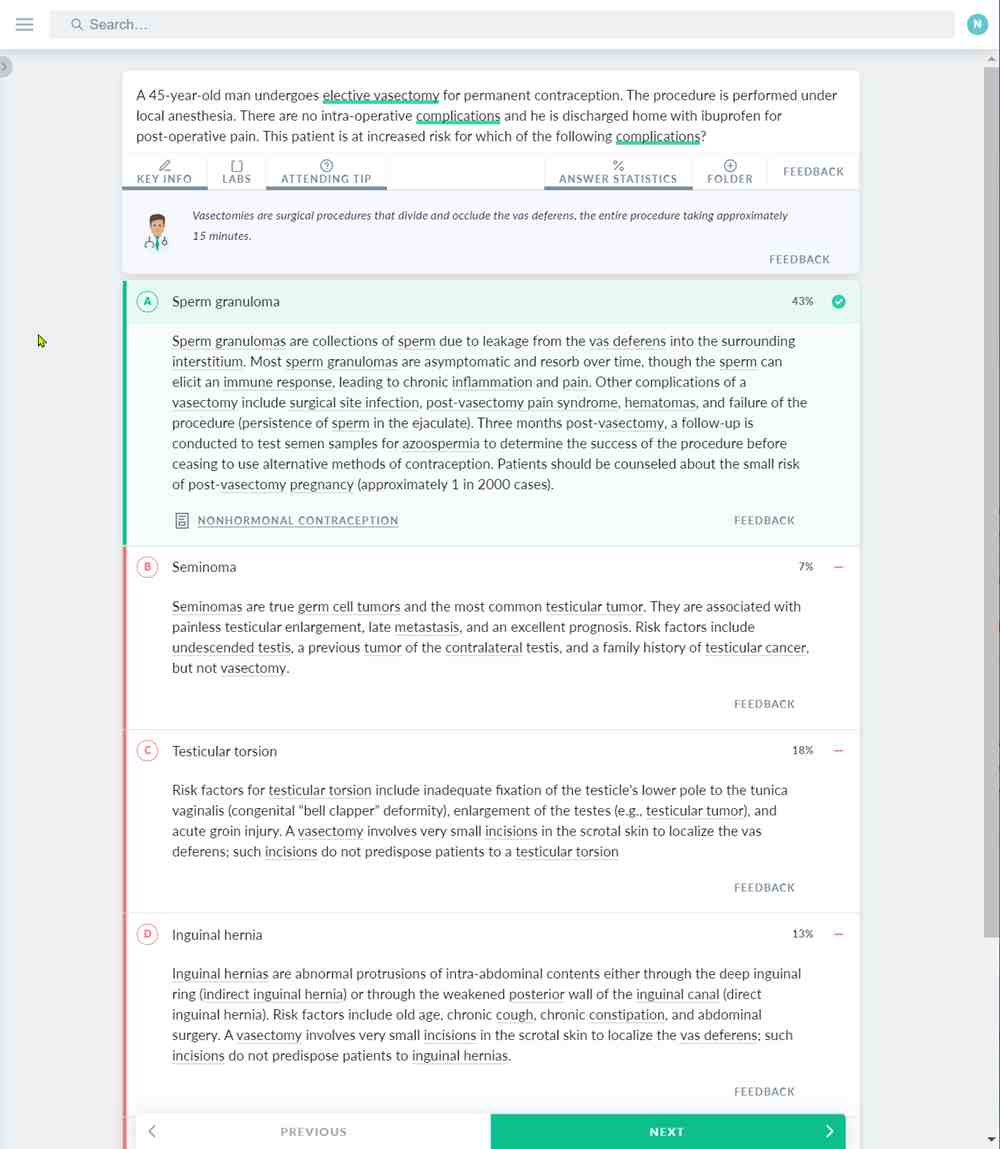 Search...
N
A 45-year-old man undergoes elective vasectomy for permanent contraception. The procedure is performed under
local anesthesia. There are no intra-operative complications and he is discharged home with ibuprofen for
post-operative pain. This patient is at increased risk for which of the following complications?
KEY INFO
LABS
ATTENDING TIP
%
ANSWER STATISTICS
FOLDER
FEEDBACK
Vasectomies are surgical procedures that divide and occlude the vas deferens, the entire procedure taking approximately
15 minutes.
FEEDBACK
A Sperm granuloma 43%
Sperm granulomas are collections of sperm due to leakage from the vas deferens into the surrounding
interstitium. Most sperm granulomas are asymptomatic and resorb over time, though the sperm can
elicit an immune response, leading to chronic inflammation and pain. Other complications of a
vasectomy include surgical site infection, post-vasectomy pain syndrome, hematomas, and failure of the
procedure (persistence of sperm in the ejaculate). Three months post-vasectomy, a follow-up is
conducted to test semen samples for azoospermia to determine the success of the procedure before
ceasing to use alternative methods of contraception. Patients should be counseled about the small risk
of post-vasectomy pregnancy (approximately 1 in 2000 cases).
NONHORMONAL CONTRACEPTION FEEDBACK
B Seminoma 7%
Seminomas are true germ cell tumors and the most common testicular tumor. They are associated with
painless testicular enlargement, late metastasis, and an excellent prognosis. Risk factors include
undescended testis, a previous tumor of the contralateral testis, and a family history of testicular cancer,
but not vasectomy.
FEEDBACK
C Testicular torsion 18%
Risk factors for testicular torsion include inadequate fixation of the testicle's lower pole to the tunica
vaginalis (congenital "bell clapper" deformity), enlargement of the testes (e.g., testicular tumor), and
acute groin injury. A vasectomy involves very small incisions in the scrotal skin to localize the vas
deferens; such incisions do not predispose patients to a testicular torsion
FEEDBACK
D Inguinal hernia 13%
Inguinal hernias are abnormal protrusions of intra-abdominal contents either through the deep inguinal
ring (indirect inguinal hernia) or through the weakened posterior wall of the inguinal canal (direct
inguinal hernia). Risk factors include old age, chronic cough, chronic constipation, and abdominal
surgery. A vasectomy involves very small incisions in the scrotal skin to localize the vas deferens; such
incisions do not predispose patients to inguinal hernias.
FEEDBACK
PREVIOUS
NEXT